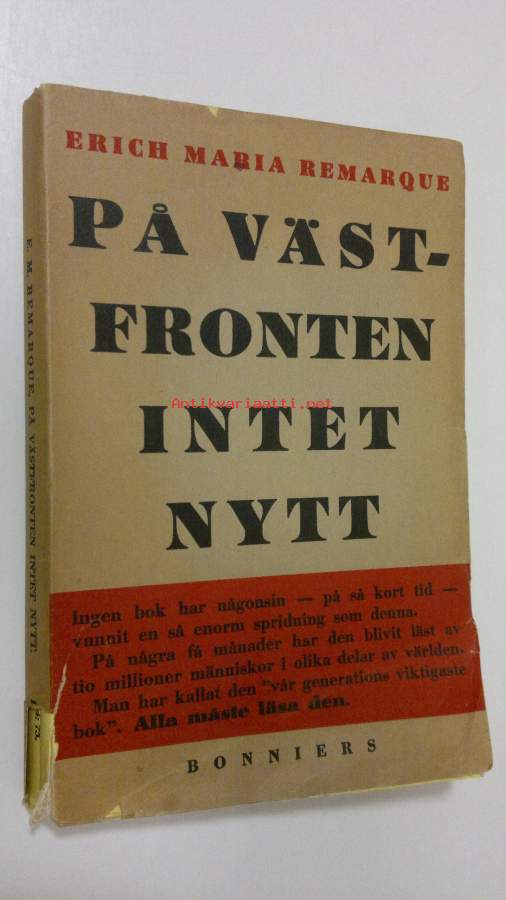 ERICH MARIA REMARQUE
PÅ VÄST-
FRONTEN
INTET
NYTT
Antikvariaatti.net
Ingen bok har någonsin — på så kort tid —
vunnit en så enorm spridning som denna.
På några få månader har den blivit läst av
tio millioner människor i olika delar av världen.
Man har kallat den "vår generations viktigaste
bok". Alla måste läsa den.
BONNIERS
E. M. REMARQUE, PÅ VÄSTFRONTEN INTET NYTT.